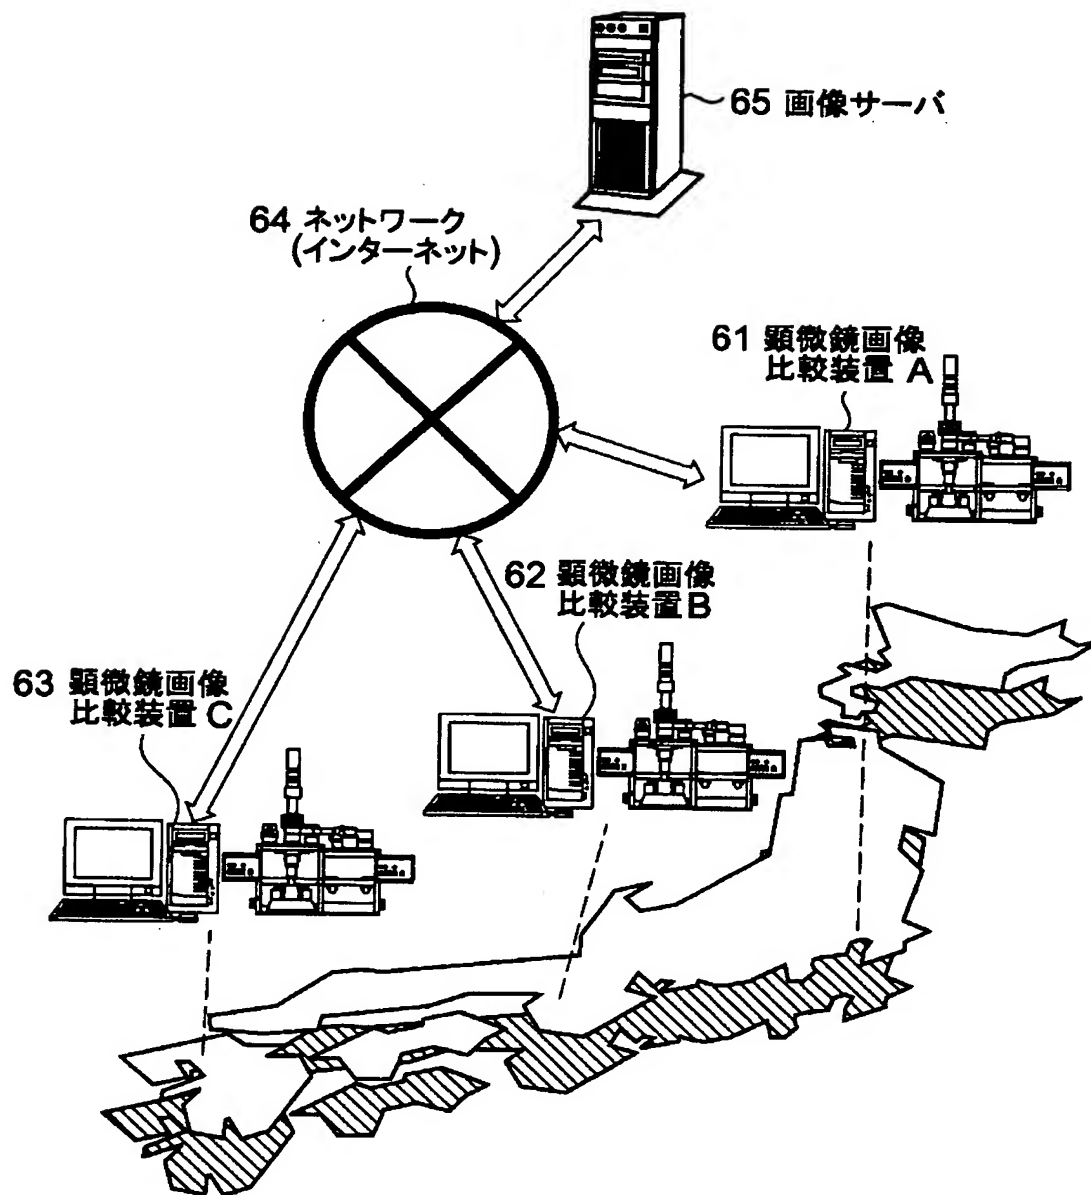 65 画像サーバ
64 ネットワーク
(インターネット)
61 顕微鏡画像
比較装置 A
62 顕微鏡画像
比較装置 B
63 顕微鏡画像
比較装置 C